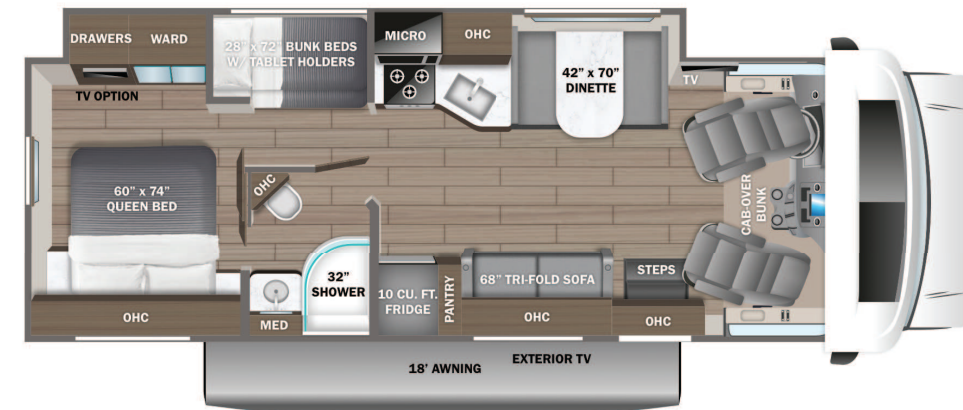 DRAWERS
WARD
28" x 72" BUNK BEDS
W/ TABLET HOLDERS
MICRO
OHC
42" x 70"
DINETTE
TV
TV OPTION
60" x 74"
QUEEN BED
OHC
CAB-OVER
BUNK
32"
SHOWER
10 CU. FT.
FRIDGE
PANTRY
68" TRI-FOLD SOFA
STEPS
OHC
MED
OHC
OHC
18' AWNING
EXTERIOR TV